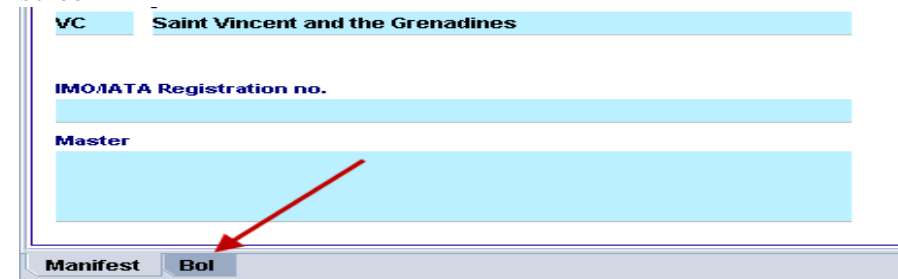 VC Saint Vincent and the Grenadines
IMO/IATA Registration no.
Master
Manifest Bol